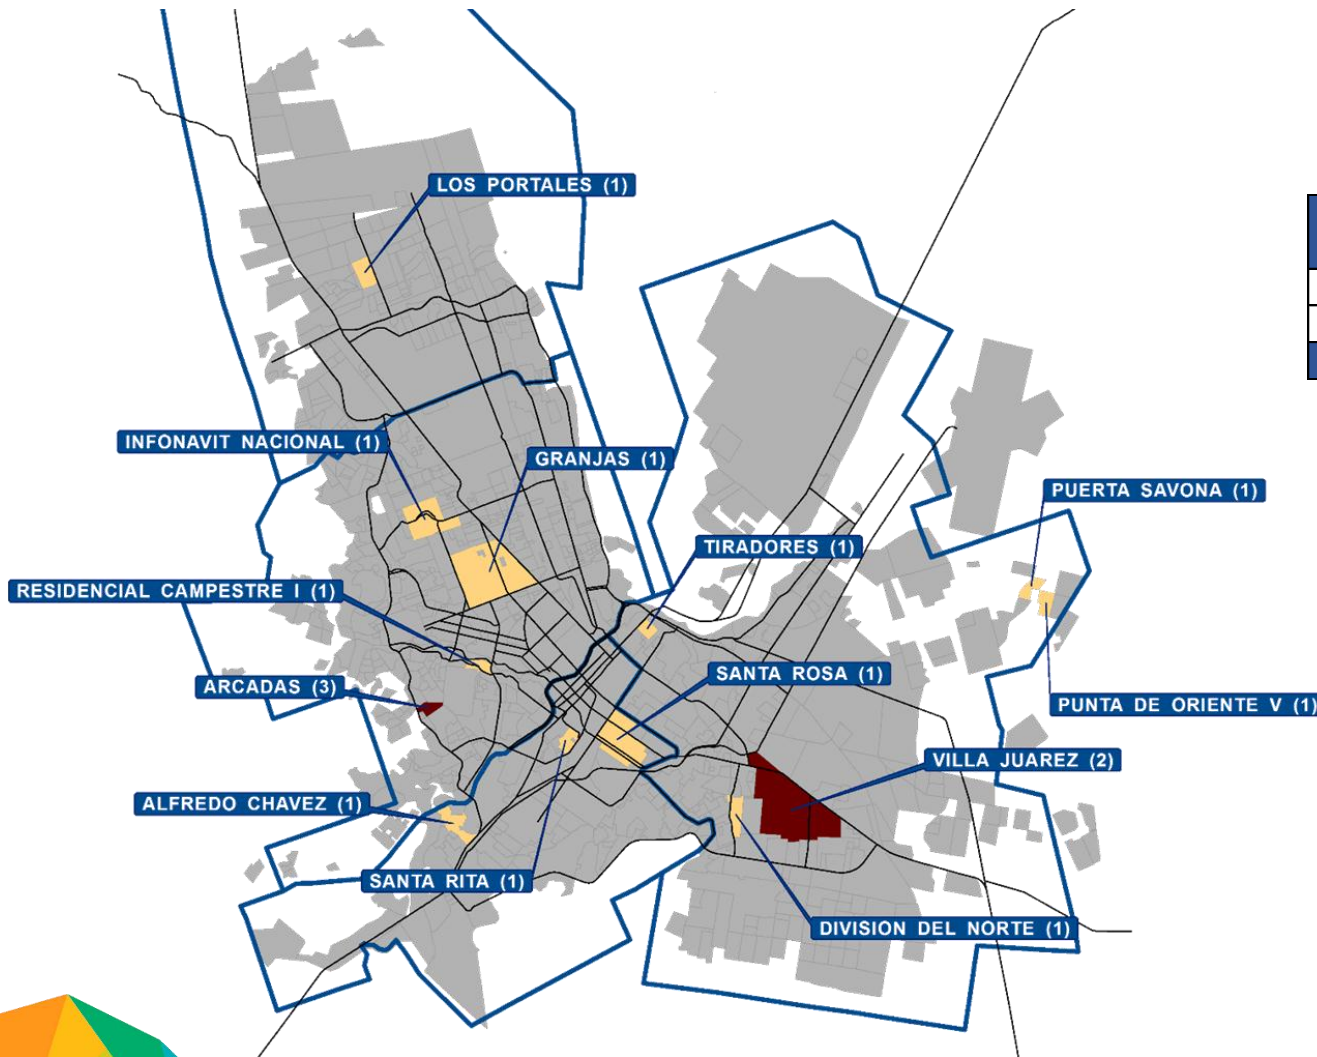 LOS PORTALES (1)
INFONAVIT NACIONAL (1)
GRANJAS (1)
PUERTA SAVONA (1)
TIRADORES (1)
RESIDENCIAL CAMPESTRE I (1)
SANTA ROSA (1)
ARCADAS (3)
PUNTA DE ORIENTE V (1)
VILLA JUAREZ (2)
ALFREDO CHAVEZ (1)
SANTA RITA (1)
DIVISION DEL NORTE (1)